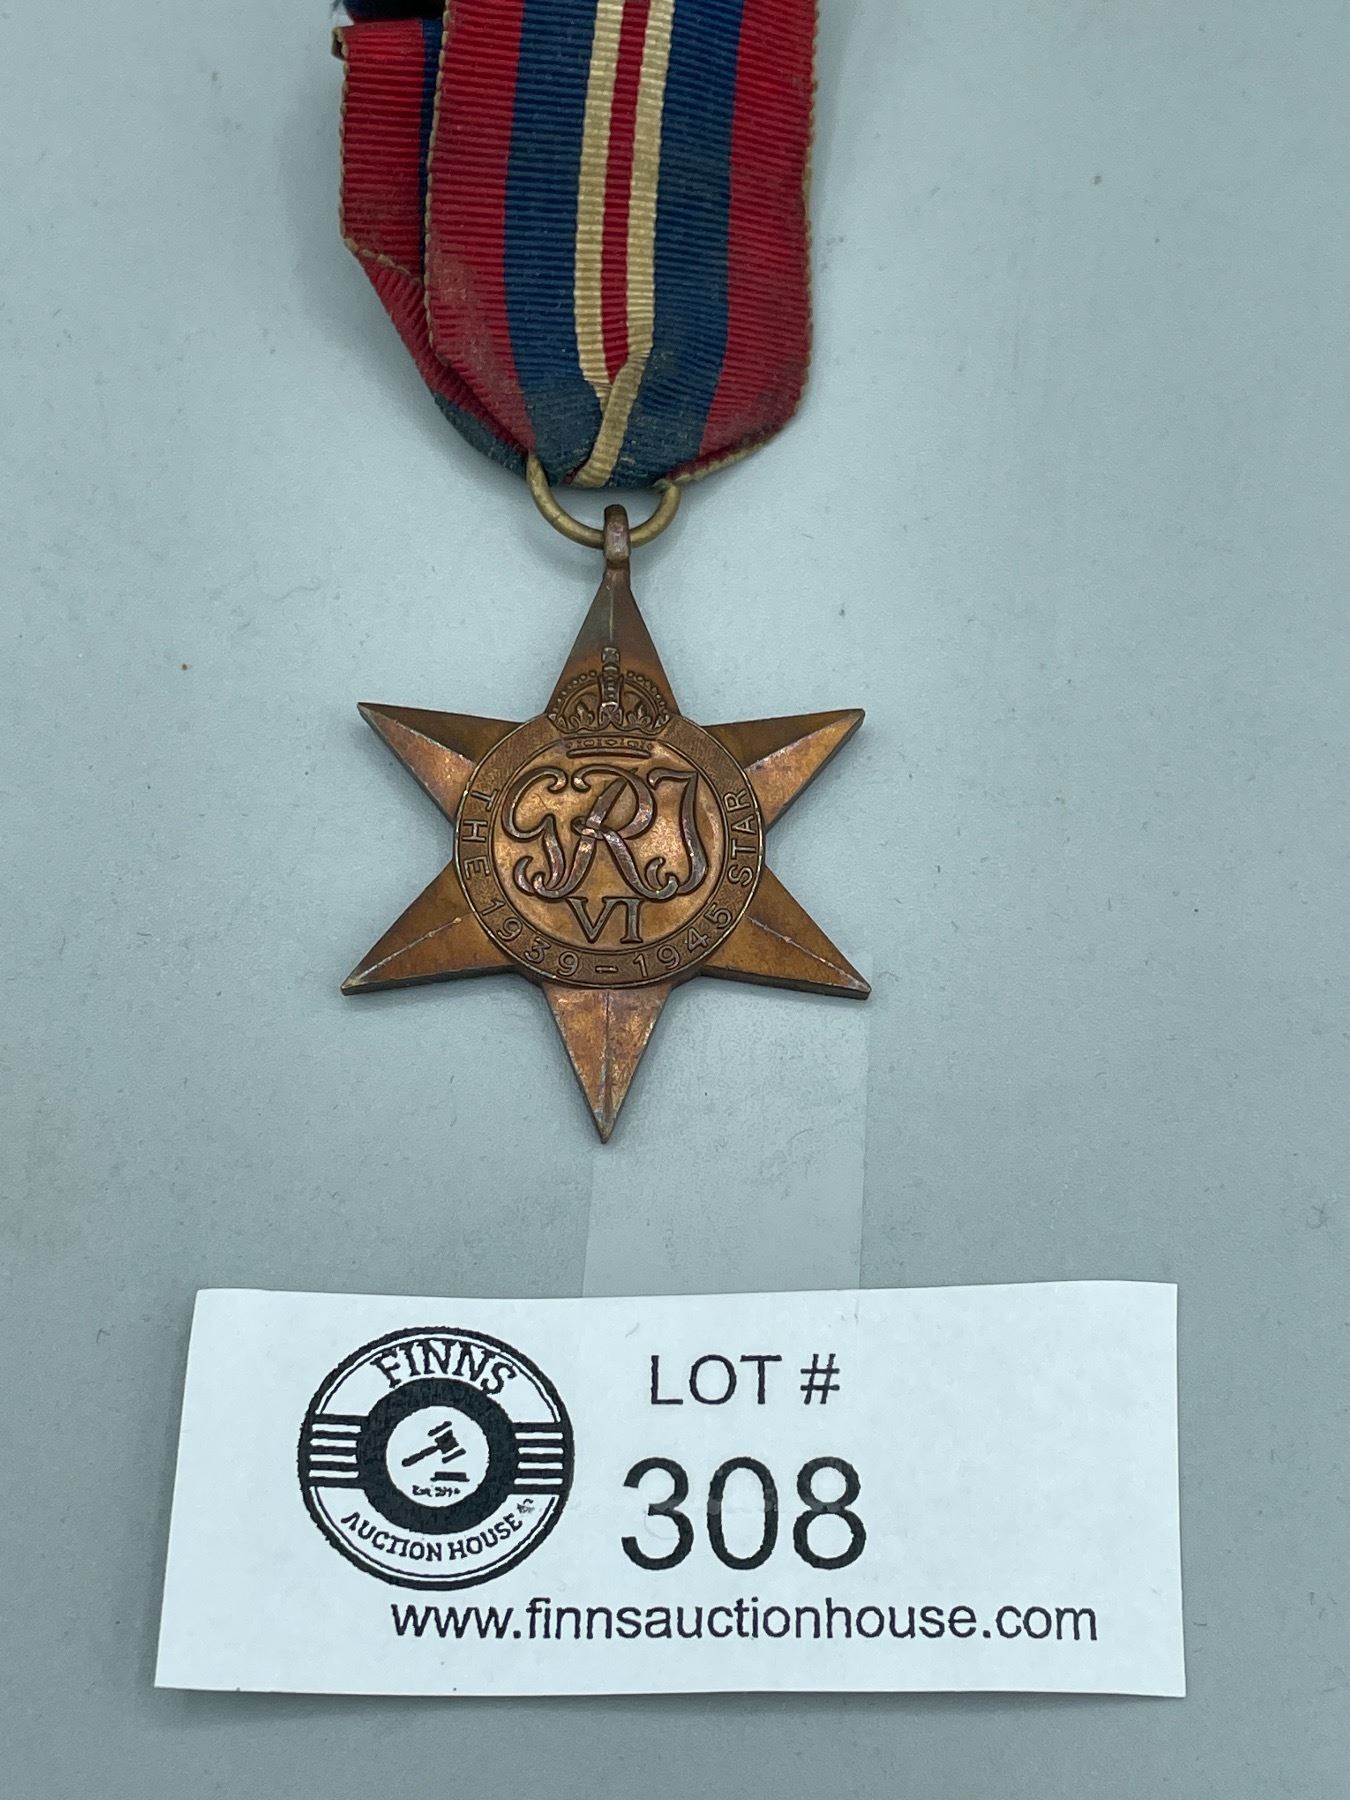 GRI
VI
THE 1939-1945 STAR
FINNS
AUCTION HOUSE
LOT #
308
www.finnsauctionhouse.com